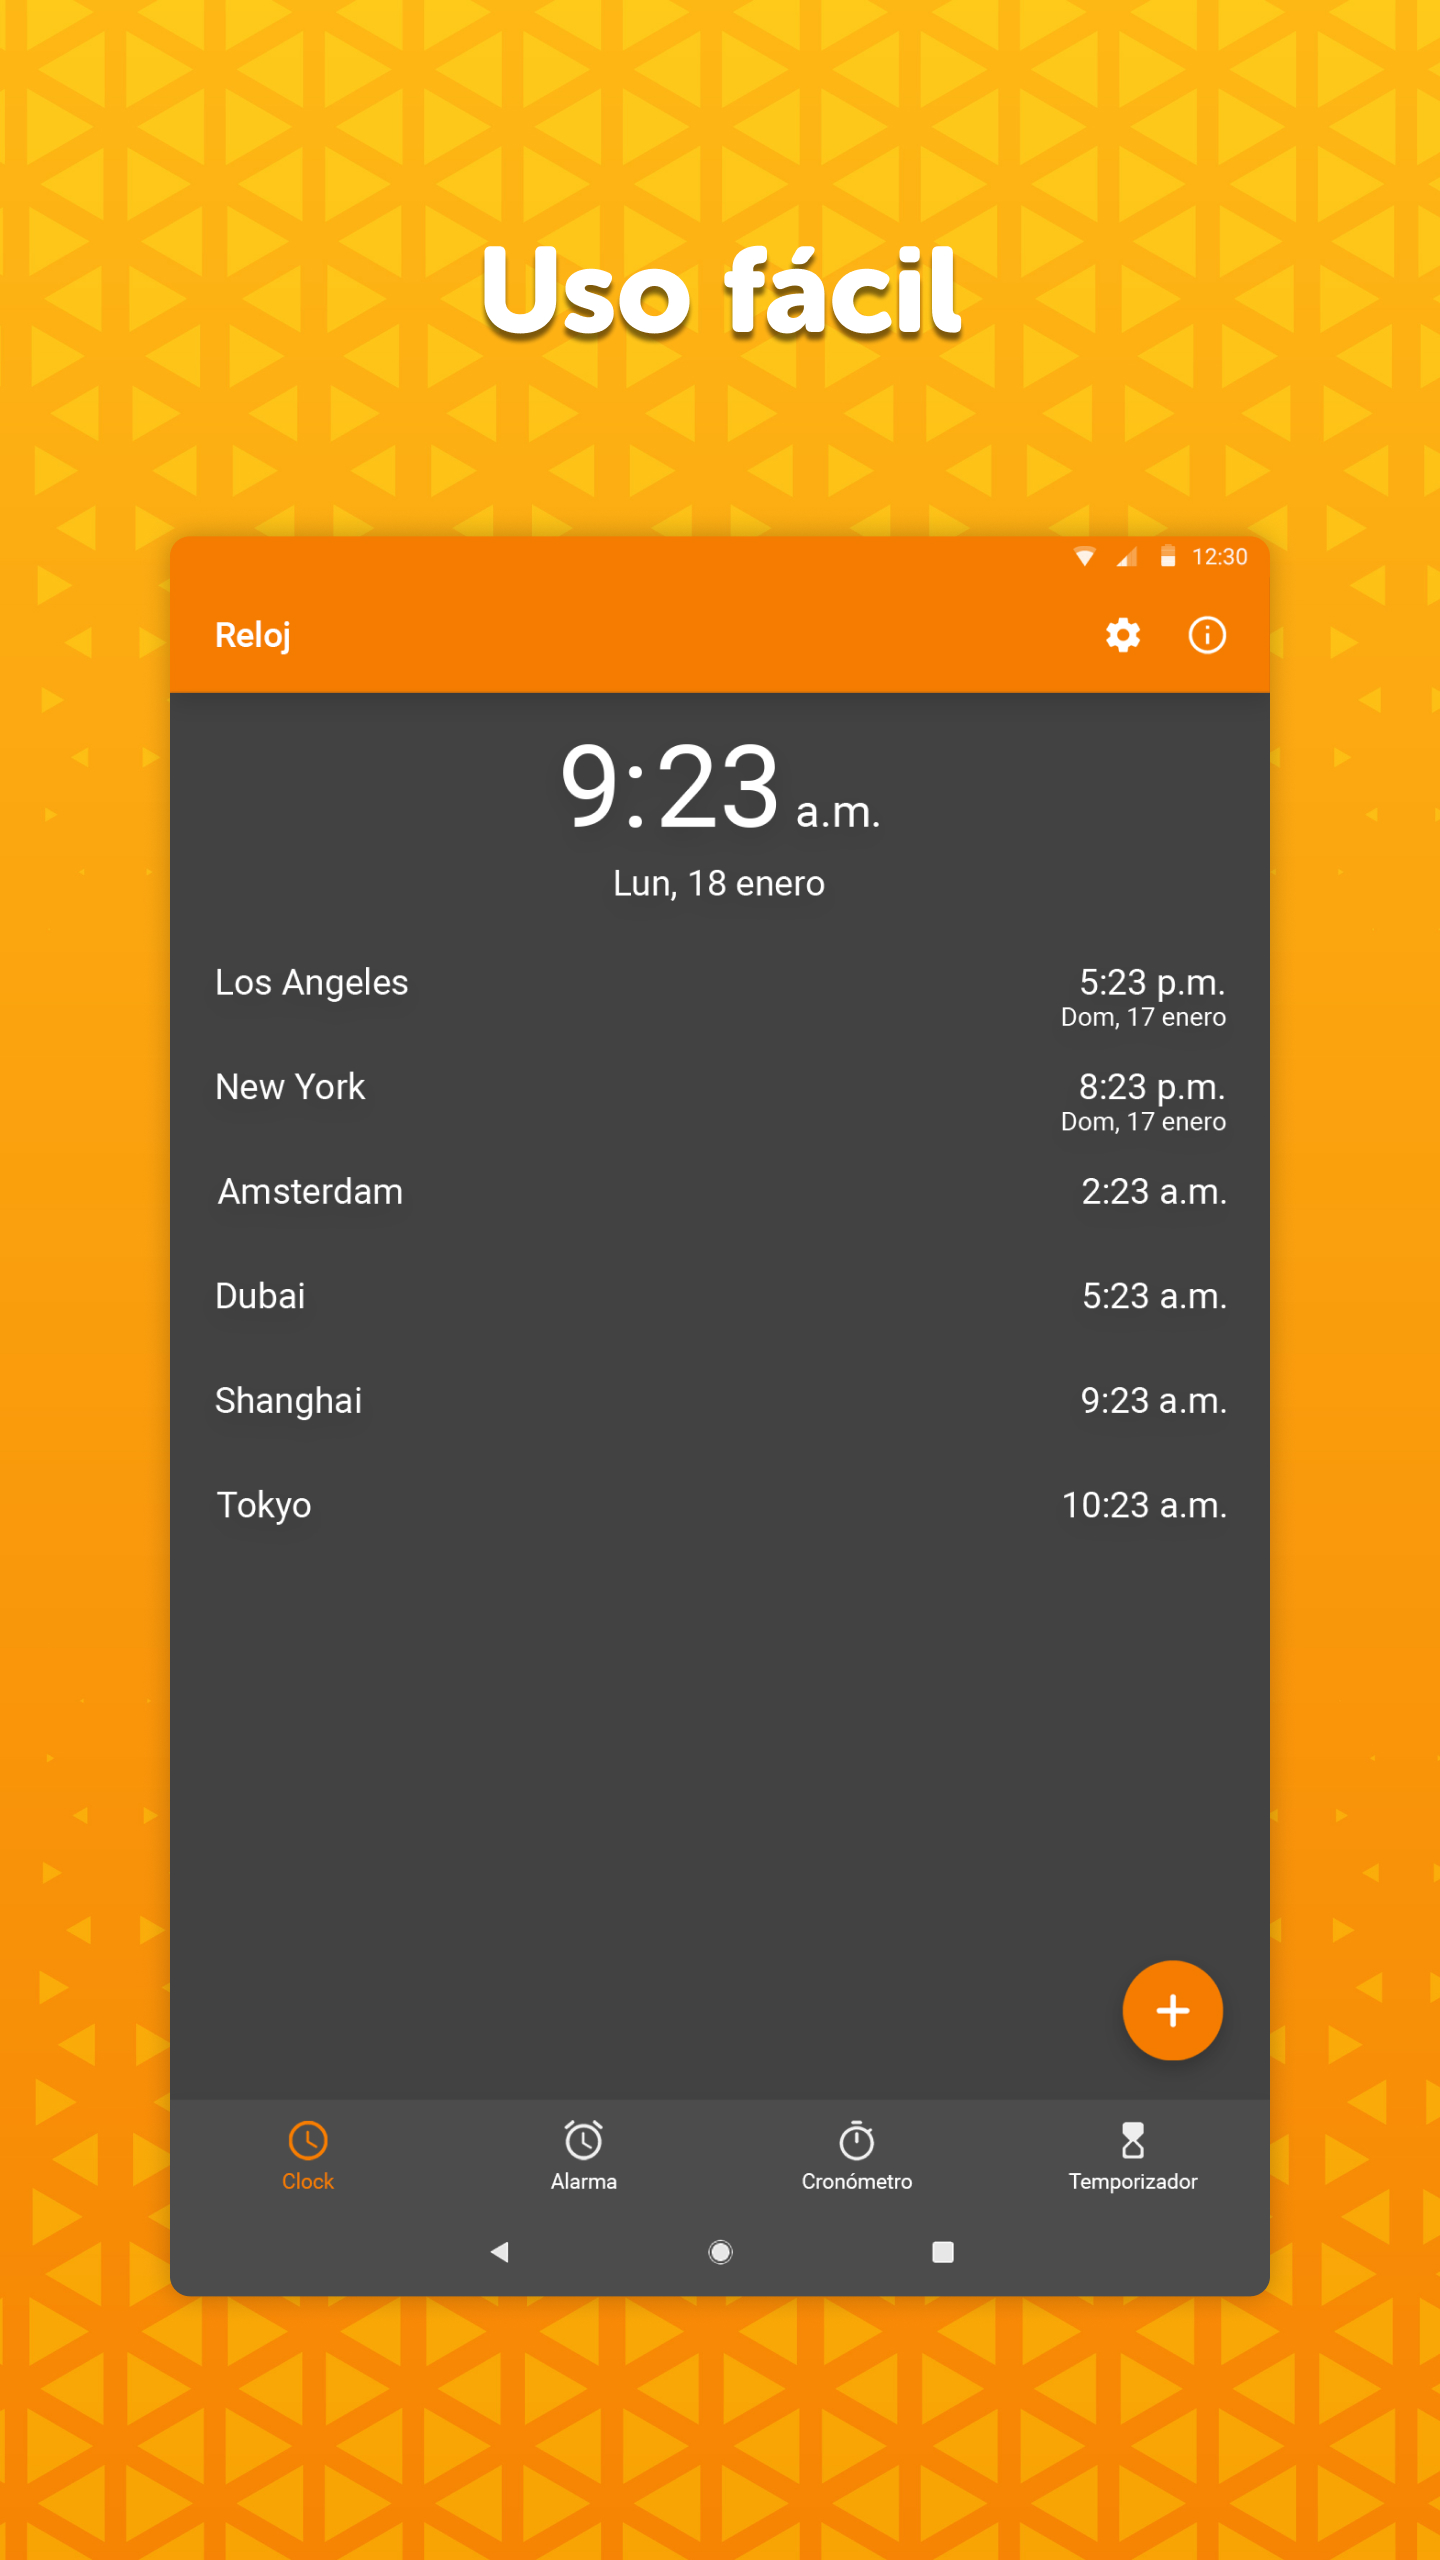 Uso fácil
12:30
Reloj
9:23 a.m.
Lun, 18 enero
Los Angeles 5:23 p.m.
Dom, 17 enero
New York 8:23 p.m.
Dom, 17 enero
Amsterdam 2:23 a.m.
Dubai 5:23 a.m.
Shanghai 9:23 a.m.
Tokyo 10:23 a.m.
Clock Alarma Cronómetro Temporizador